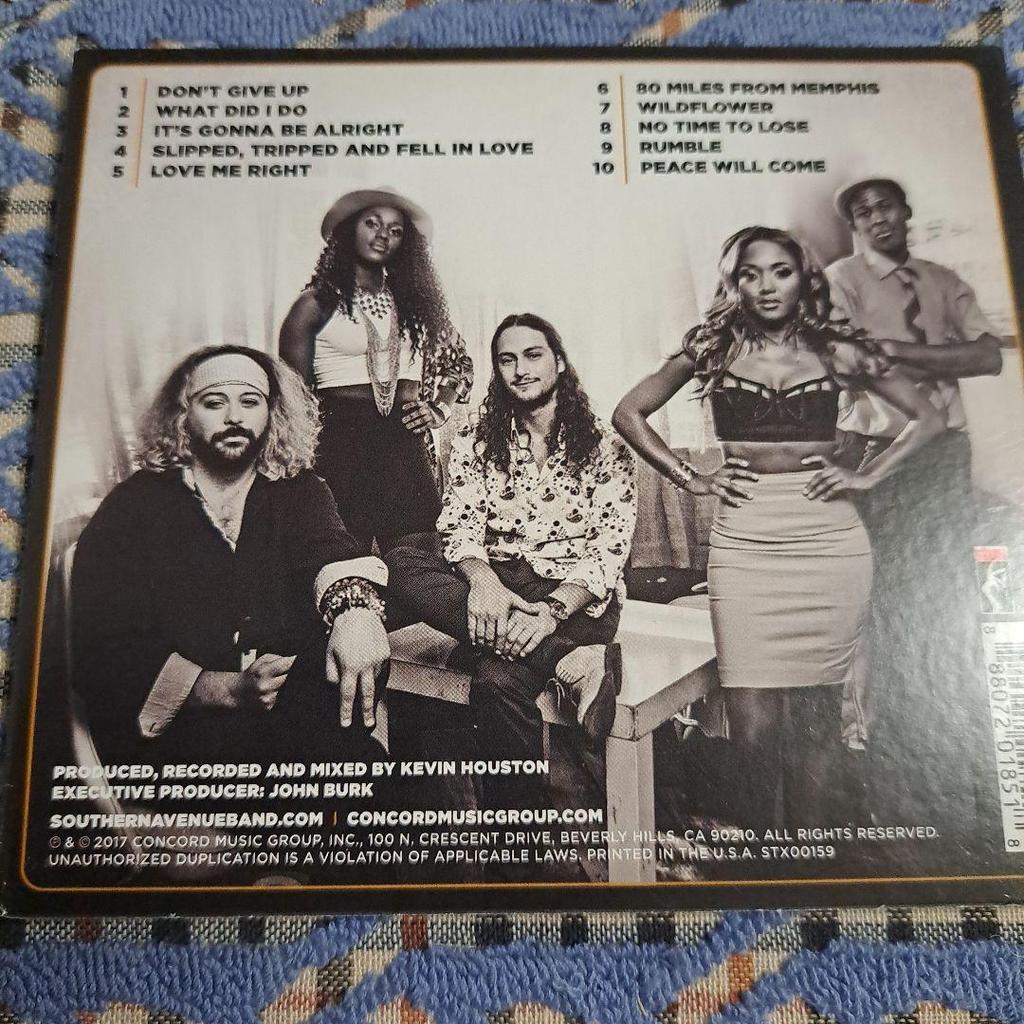 1 DON'T GIVE UP
2 WHAT DID I DO
3 IT'S GONNA BE ALRIGHT
4 SLIPPED, TRIPPED AND FELL IN LOVE
5 LOVE ME RIGHT
6 80 MILES FROM MEMPHIS
7 WILDFLOWER
8 NO TIME TO LOSE
9 RUMBLE
10 PEACE WILL COME
PRODUCED, RECORDED AND MIXED BY KEVIN HOUSTON
EXECUTIVE PRODUCER: JOHN BURK
SOUTHERNAVENUEBAND.COM | CONCORDMUSICGROUP.COM
℗ & © 2017 CONCORD MUSIC GROUP, INC., 100 N. CRESCENT DRIVE, BEVERLY HILLS, CA 90210. ALL RIGHTS RESERVED.
UNAUTHORIZED DUPLICATION IS A VIOLATION OF APPLICABLE LAWS. PRINTED IN THE U.S.A. STX00159
8 88072 01851 8